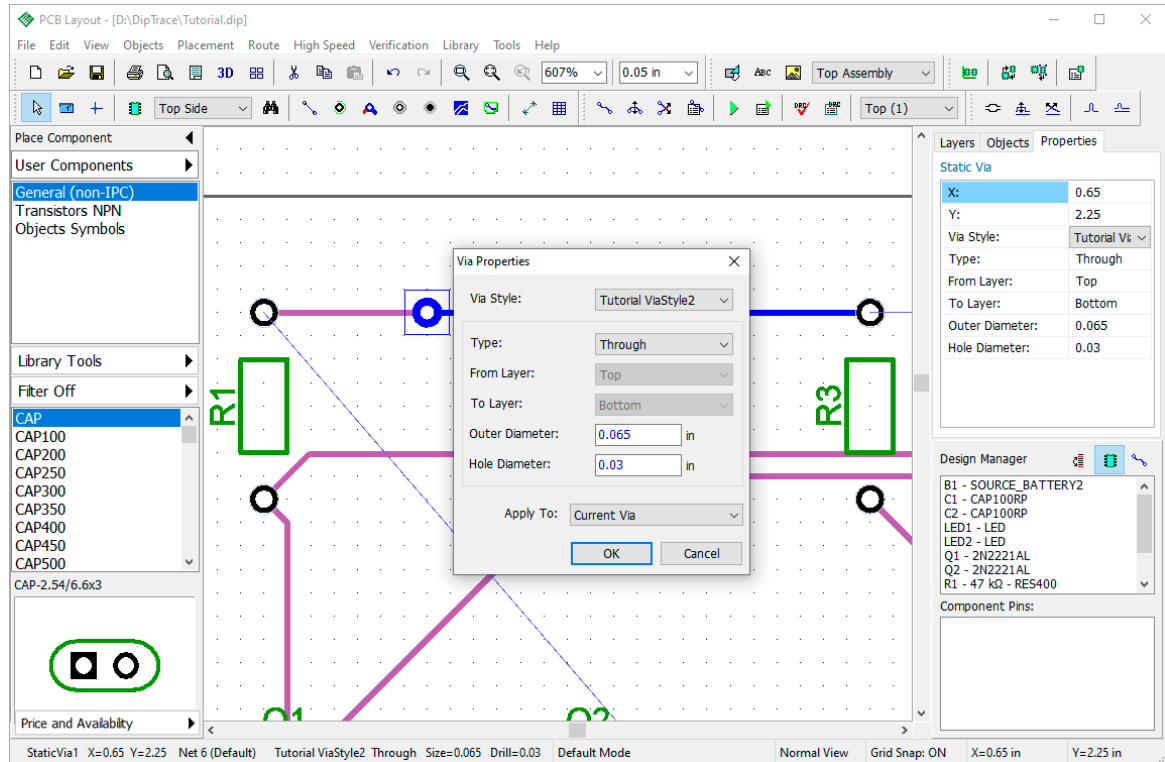 PCB Layout - [D:\DipTrace\Tutorial.dip]
File Edit View Objects Placement Route High Speed Verification Library Tools Help
3D 607% 0.05 in ABC Top Assembly
Top Side DRC DRC Top (1)
Place Component
User Components
General (non-IPC)
Transistors NPN
Objects Symbols
Library Tools
Filter Off
CAP
CAP100
CAP200
CAP250
CAP300
CAP350
CAP400
CAP450
CAP500
CAP-2.54/6.6x3
Price and Availability
R1
R3
Q1
Q2
Via Properties
Via Style: Tutorial ViaStyle2
Type: Through
From Layer: Top
To Layer: Bottom
Outer Diameter: 0.065 in
Hole Diameter: 0.03 in
Apply To: Current Via
OK Cancel
Layers Objects Properties
Static Via
X: 0.65
Y: 2.25
Via Style: Tutorial Vi
Type: Through
From Layer: Top
To Layer: Bottom
Outer Diameter: 0.065
Hole Diameter: 0.03
Design Manager
B1 - SOURCE_BATTERY2
C1 - CAP100RP
C2 - CAP100RP
LED1 - LED
LED2 - LED
Q1 - 2N2221AL
Q2 - 2N2221AL
R1 - 47 kΩ - RES400
Component Pins:
StaticVia1 X=0.65 Y=2.25 Net 6 (Default) Tutorial ViaStyle2 Through Size=0.065 Drill=0.03 Default Mode Normal View Grid Snap: ON X=0.65 in Y=2.25 in